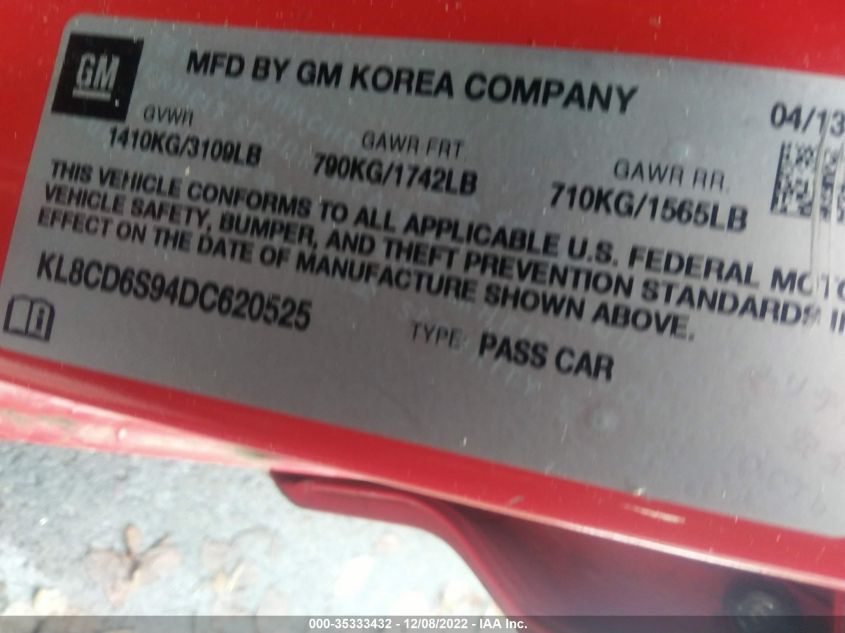 GM
MFD BY GM KOREA COMPANY
04/13
GVWR
GAWR FRT
GAWR RR.
1410KG/3109LB
790KG/1742LB
710KG/1565LB
THIS VEHICLE CONFORMS TO ALL APPLICABLE U.S. FEDERAL MOTO
VEHICLE SAFETY, BUMPER, AND THEFT PREVENTION STANDARDS I
EFFECT ON THE DATE OF MANUFACTURE SHOWN ABOVE.
KL8CD6S94DC620525
TYPE: PASS CAR
000-35333432 - 12/08/2022 - IAA Inc.